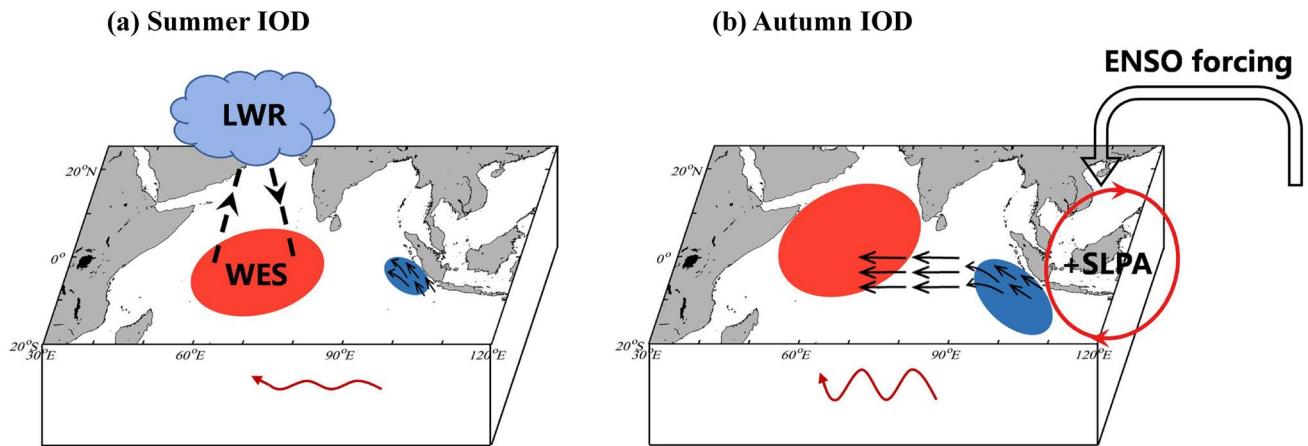 (a) Summer IOD
LWR
WES
20°N
0°
20°S
30°E
60°E
90°E
120°E
(b) Autumn IOD
ENSO forcing
+SLPA
20°N
0°
20°S
30°E
60°E
90°E
120°E